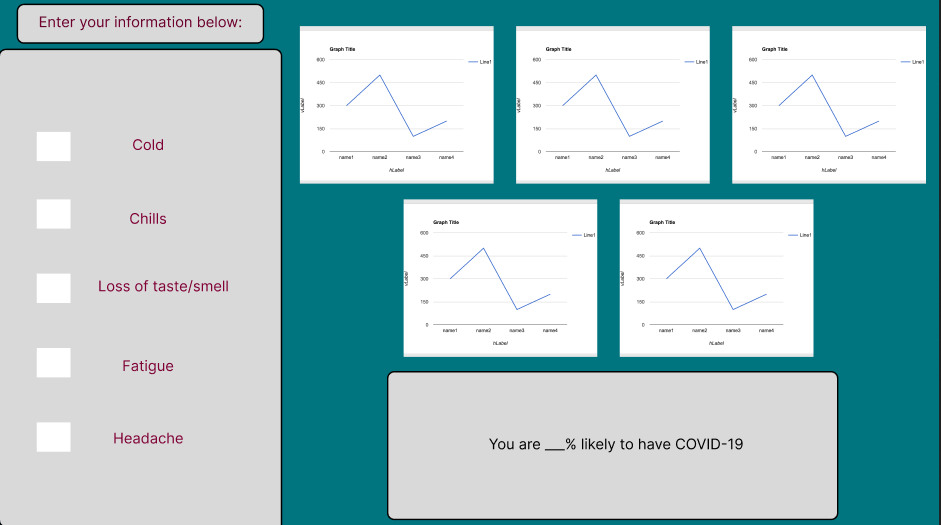 Enter your information below:
Cold
Chills
Loss of taste/smell
Fatigue
Headache
Graph Title
Line1
600
450
300
150
0
vLabel
name1 name2 name3 name4
hLabel
Graph Title
Line1
600
450
300
150
0
vLabel
name1 name2 name3 name4
hLabel
Graph Title
Line1
600
450
300
150
0
vLabel
name1 name2 name3 name4
hLabel
Graph Title
Line1
600
450
300
150
0
vLabel
name1 name2 name3 name4
hLabel
Graph Title
Line1
600
450
300
150
0
vLabel
name1 name2 name3 name4
hLabel
You are ___% likely to have COVID-19